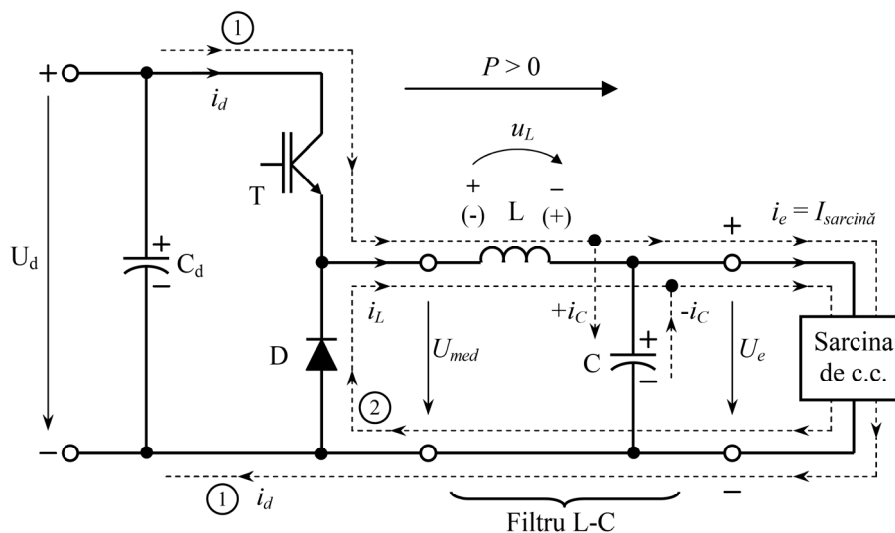 1
+
i_d
P > 0
u_L
T
+
−
(-)
L
(+)
+
i_e = I_sarcină
U_d
+
C_d
−
i_L
+i_C
-i_C
D
U_med
+
C
−
U_e
Sarcina
de c.c.
2
−
1
i_d
−
Filtru L-C